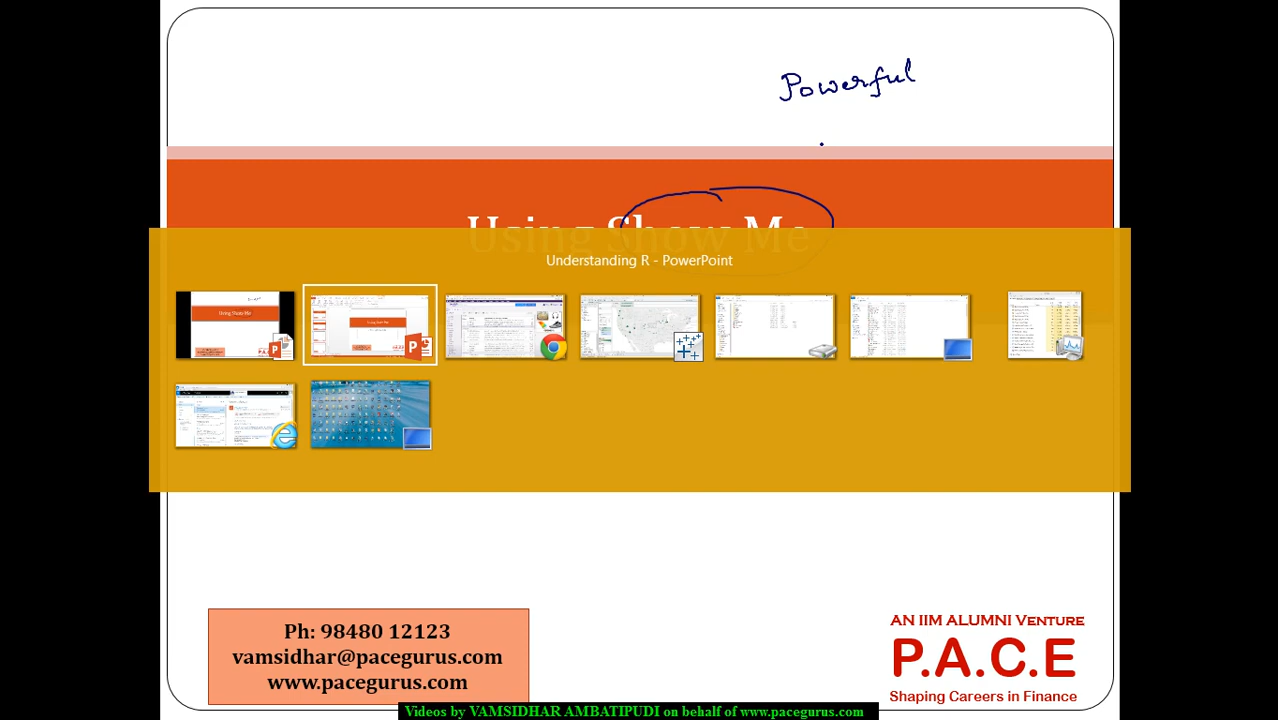 Powerful
Using Show Me
Understanding R - PowerPoint
Ph: 98480 12123
vamsidhar@pacegurus.com
www.pacegurus.com
AN IIM ALUMNI VENTURE
P.A.C.E
Shaping Careers in Finance
Videos by VAMSIDHAR AMBATIPUDI on behalf of www.pacegurus.com